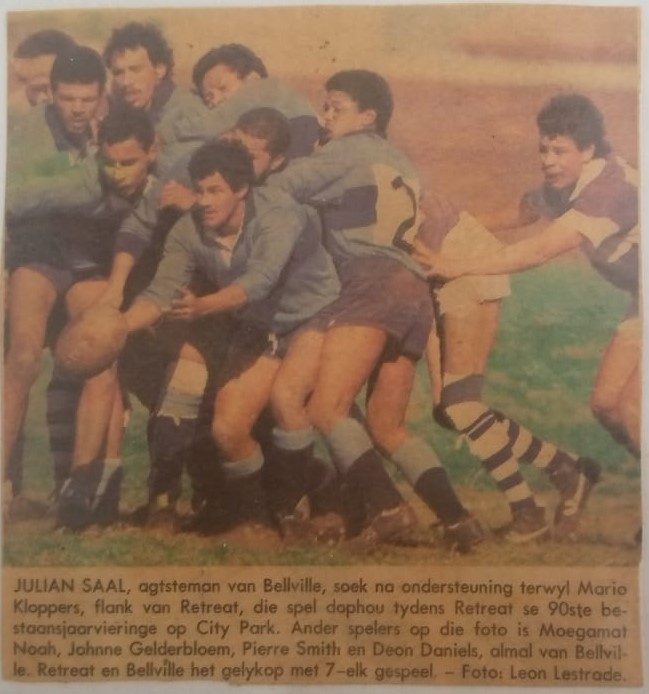 2
JULIAN SAAL, agtsteman van Bellville, soek na ondersteuning terwyl Mario
Kloppers, flank van Retreat, die spel dophou tydens Retreat se 90ste be-
staansjaarvieringe op City Park. Ander spelers op die foto is Moegamat
Noah, Johnne Gelderbloem, Pierre Smith en Deon Daniels, almal van Bellvil-
le. Retreat en Bellville het gelykop met 7-elk gespeel. – Foto: Leon Lestrade.